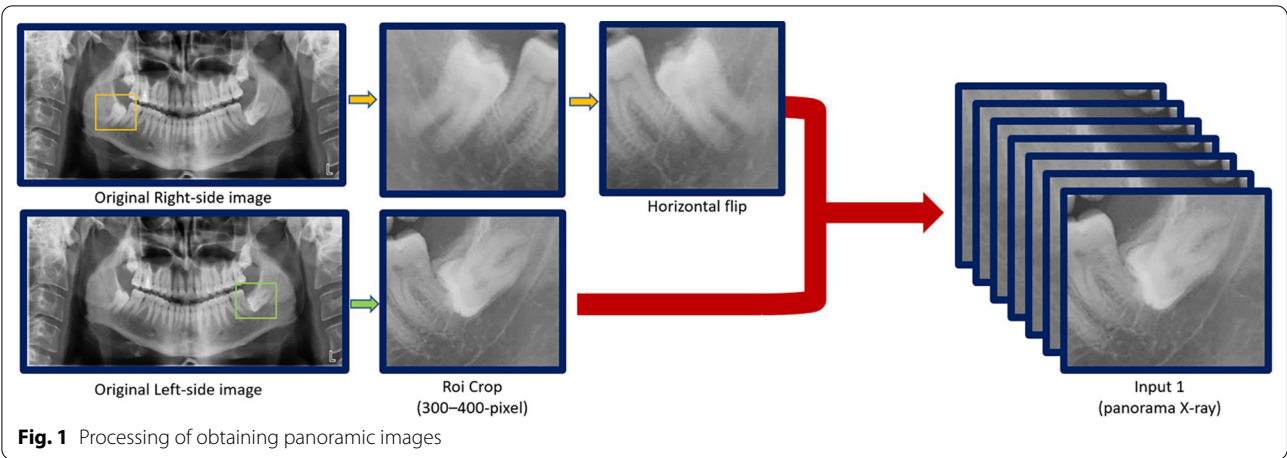 L
Original Right-side image
Horizontal flip
L
Original Left-side image
Roi Crop
(300–400-pixel)
Input 1
(panorama X-ray)
Fig. 1 Processing of obtaining panoramic images